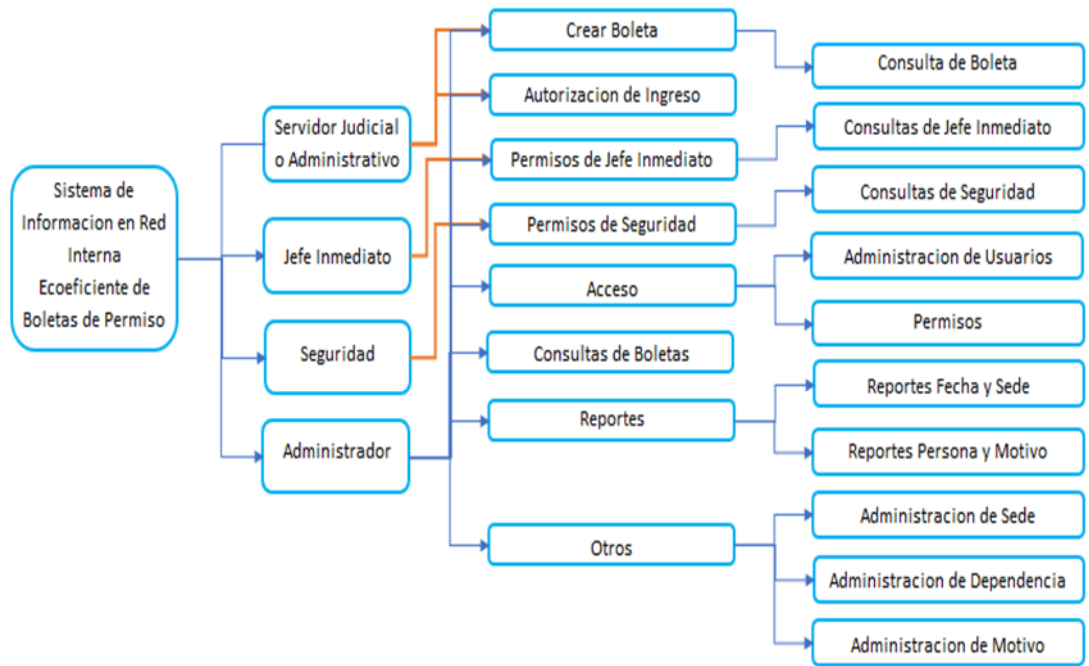 Sistema de
Informacion en Red
Interna
Ecoeficiente de
Boletas de Permiso
Servidor Judicial
o Administrativo
Jefe Inmediato
Seguridad
Administrador
Crear Boleta
Autorizacion de Ingreso
Permisos de Jefe Inmediato
Permisos de Seguridad
Acceso
Consultas de Boletas
Reportes
Otros
Consulta de Boleta
Consultas de Jefe Inmediato
Consultas de Seguridad
Administracion de Usuarios
Permisos
Reportes Fecha y Sede
Reportes Persona y Motivo
Administracion de Sede
Administracion de Dependencia
Administracion de Motivo